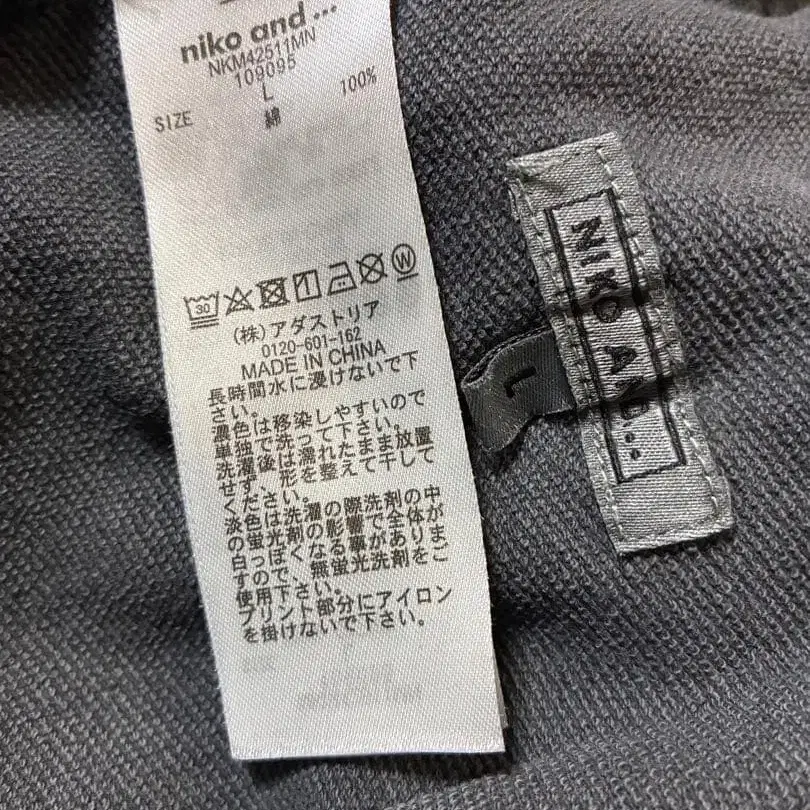 niko and ...
NKM42511MN
109095
L
SIZE 綿 100%
30
W
(株)アダストリア
0120-601-162
MADE IN CHINA
長時間水に浸けないで下
さい。
濃色は移染しやすいので
単独で洗って下さい。
洗濯後は濡れたまま放置
せず、形を整えて干して
ください。
淡色は洗濯の際洗剤の中
の蛍光剤の影響で全体が
白っぽくなる事がありま
すので、無蛍光洗剤をご
使用下さい。
プリント部分にアイロン
を掛けないで下さい。
NIKO AND...
L